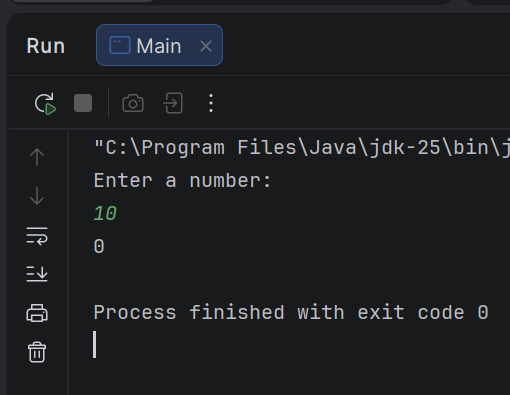 Run
Main
"C:\Program Files\Java\jdk-25\bin\j
Enter a number:
10
0
Process finished with exit code 0